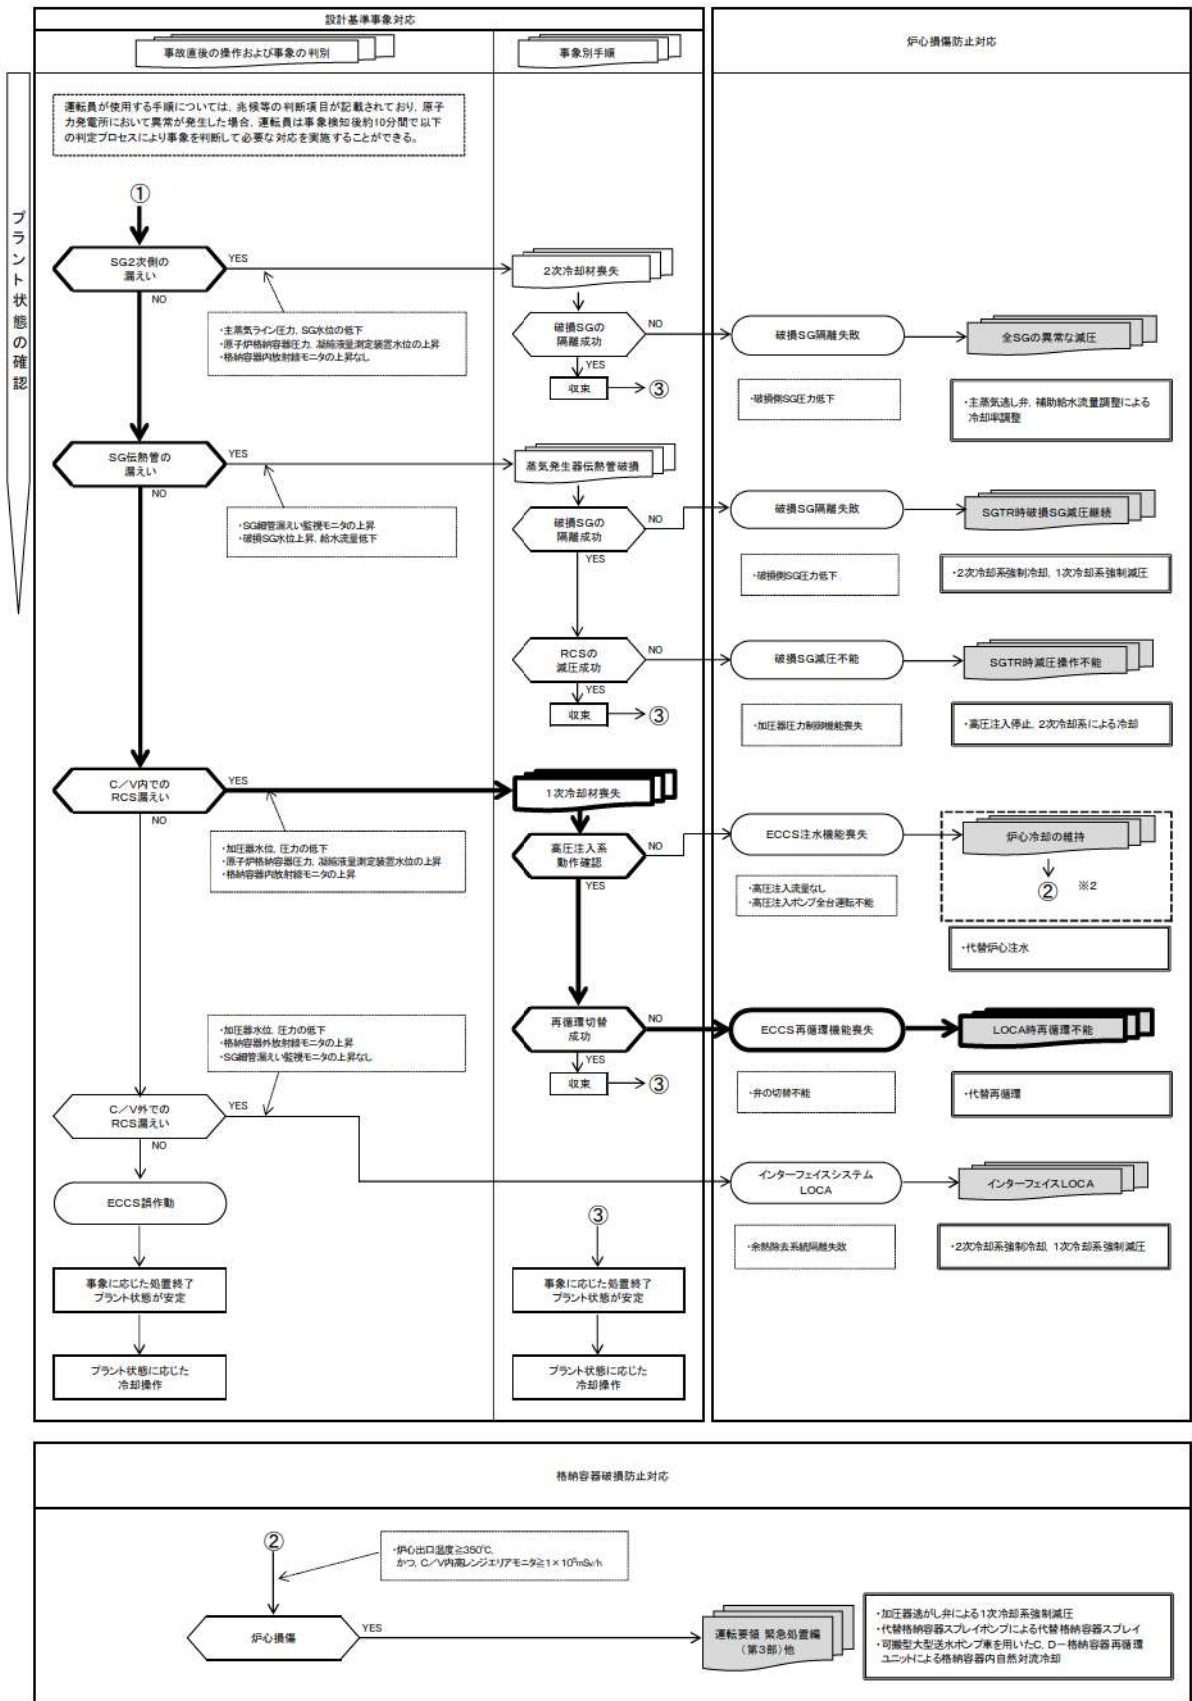 設計基準事象対応
事故直後の操作および事象の判別
事象別手順
炉心損傷防止対応
プラント状態の確認
運転員が使用する手順については、兆候等の判断項目が記載されており、原子
力発電所において異常が発生した場合、運転員は事象検知後約10分間で以下
の判定プロセスにより事象を判断して必要な対応を実施することができる。
①
SG2次側の
漏えい
YES
NO
・主蒸気ライン圧力、SG水位の低下
・原子炉格納容器圧力、凝縮液量測定装置水位の上昇
・格納容器内放射線モニタの上昇なし
2次冷却材喪失
破損SGの
隔離成功
NO
YES
収束
③
破損SG隔離失敗
・破損側SG圧力低下
全SGの異常な減圧
・主蒸気逃し弁、補助給水流量調整による
冷却率調整
SG伝熱管の
漏えい
YES
NO
・SG細管漏えい監視モニタの上昇
・破損SG水位上昇、給水流量低下
蒸気発生器伝熱管破損
破損SGの
隔離成功
NO
YES
破損SG隔離失敗
・破損側SG圧力低下
SGTR時破損SG減圧継続
・2次冷却系強制冷却、1次冷却系強制減圧
RCSの
減圧成功
NO
YES
収束
③
破損SG減圧不能
・加圧器圧力制御機能喪失
SGTR時減圧操作不能
・高圧注入停止、2次冷却系による冷却
C/V内での
RCS漏えい
YES
NO
・加圧器水位、圧力の低下
・原子炉格納容器圧力、凝縮液量測定装置水位の上昇
・格納容器内放射線モニタの上昇
1次冷却材喪失
高圧注入系
動作確認
NO
YES
ECCS注水機能喪失
・高圧注入流量なし
・高圧注入ポンプ全台運転不能
炉心冷却の維持
② ※2
・代替炉心注水
再循環切替
成功
NO
YES
収束
③
ECCS再循環機能喪失
・弁の切替不能
LOCA時再循環不能
・代替再循環
・加圧器水位、圧力の低下
・格納容器外放射線モニタの上昇
・SG細管漏えい監視モニタの上昇なし
C/V外での
RCS漏えい
YES
NO
インターフェイスシステム
LOCA
・余熱除去系統隔離失敗
インターフェイスLOCA
・2次冷却系強制冷却、1次冷却系強制減圧
ECCS誤作動
事象に応じた処置終了
プラント状態が安定
プラント状態に応じた
冷却操作
③
事象に応じた処置終了
プラント状態が安定
プラント状態に応じた
冷却操作
格納容器破損防止対応
②
・炉心出口温度≧350℃、
かつ、C/V内高レンジエリアモニタ≧1×10⁵mSv/h
炉心損傷
YES
運転要領 緊急処置編
(第3部)他
・加圧器逃がし弁による1次冷却系強制減圧
・代替格納容器スプレイポンプによる代替格納容器スプレイ
・可搬型大型送水ポンプ車を用いたC、D-格納容器再循環
ユニットによる格納容器内自然対流冷却